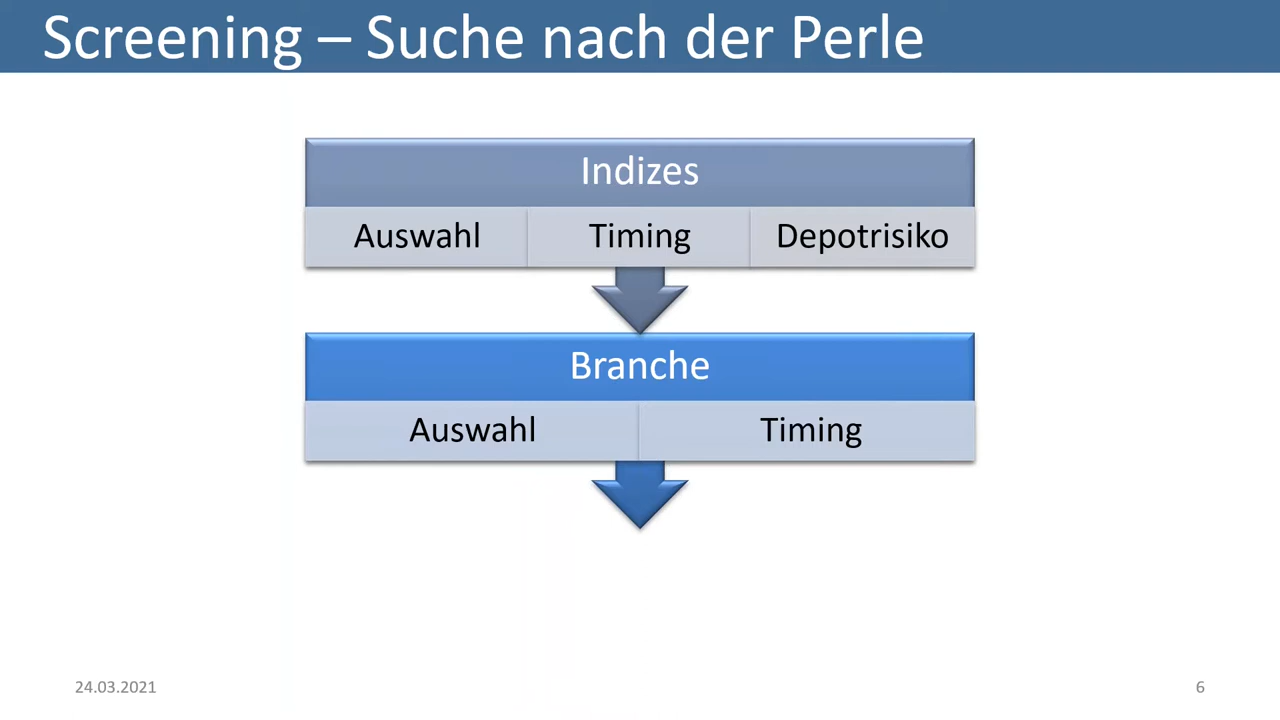 Screening – Suche nach der Perle
Indizes
Auswahl Timing Depotrisiko
Branche
Auswahl Timing
24.03.2021 6